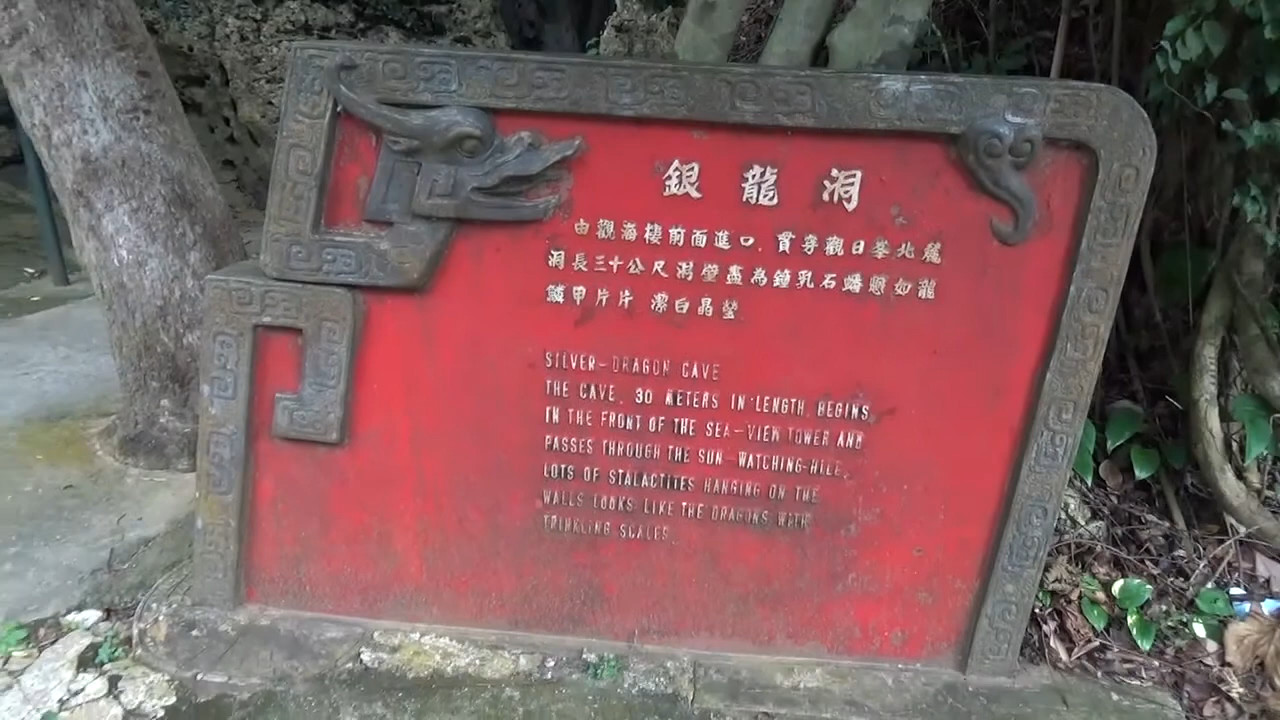 銀龍洞
由觀海樓前面進口.貫穿觀日峯北麓
洞長三十公尺洞壁盡為鐘乳石蟠懸如龍
鱗甲片片 潔白晶瑩
SILVER-DRAGON CAVE
THE CAVE. 30 METERS IN LENGTH. BEGINS
IN THE FRONT OF THE SEA-VIEW TOWER AND
PASSES THROUGH THE SUN-WATCHING-HILE.
LOTS OF STALACTITES HANGING ON THE
WALLS LOOKS LIKE THE DRAGONS WITH
TWINKLING SCALES.